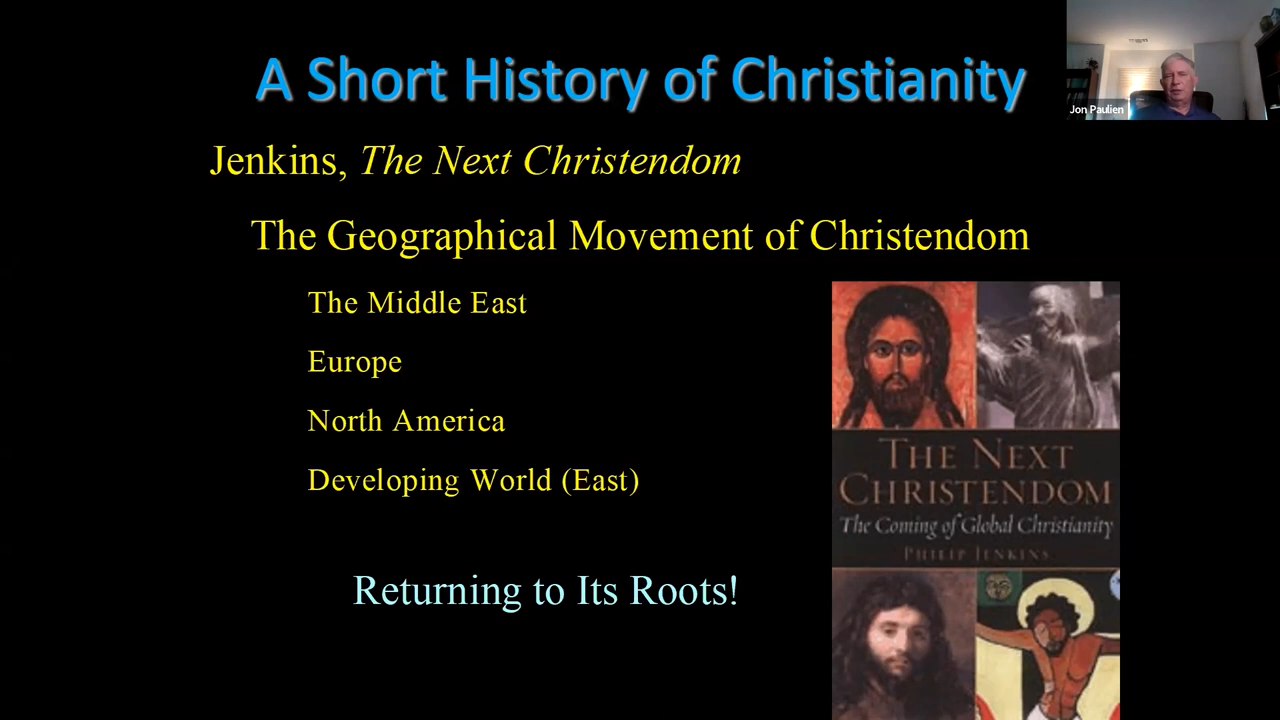 A Short History of Christianity
Jon Paulien
Jenkins, The Next Christendom
The Geographical Movement of Christendom
The Middle East
Europe
North America
Developing World (East)
Returning to Its Roots!
THE NEXT
CHRISTENDOM
The Coming of Global Christianity
PHILIP JENKINS